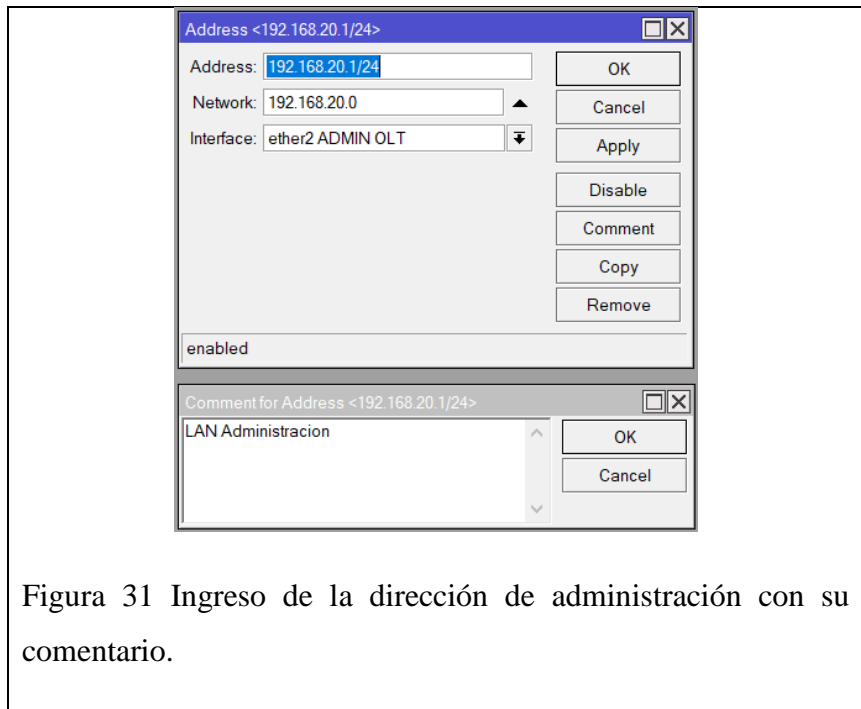 Address <192.168.20.1/24>
Address: 192.168.20.1/24
OK
Network: 192.168.20.0
Cancel
Interface: ether2 ADMIN OLT
Apply
Disable
Comment
Copy
Remove
enabled
Comment for Address <192.168.20.1/24>
LAN Administracion
OK
Cancel
Figura 31 Ingreso de la dirección de administración con su
comentario.